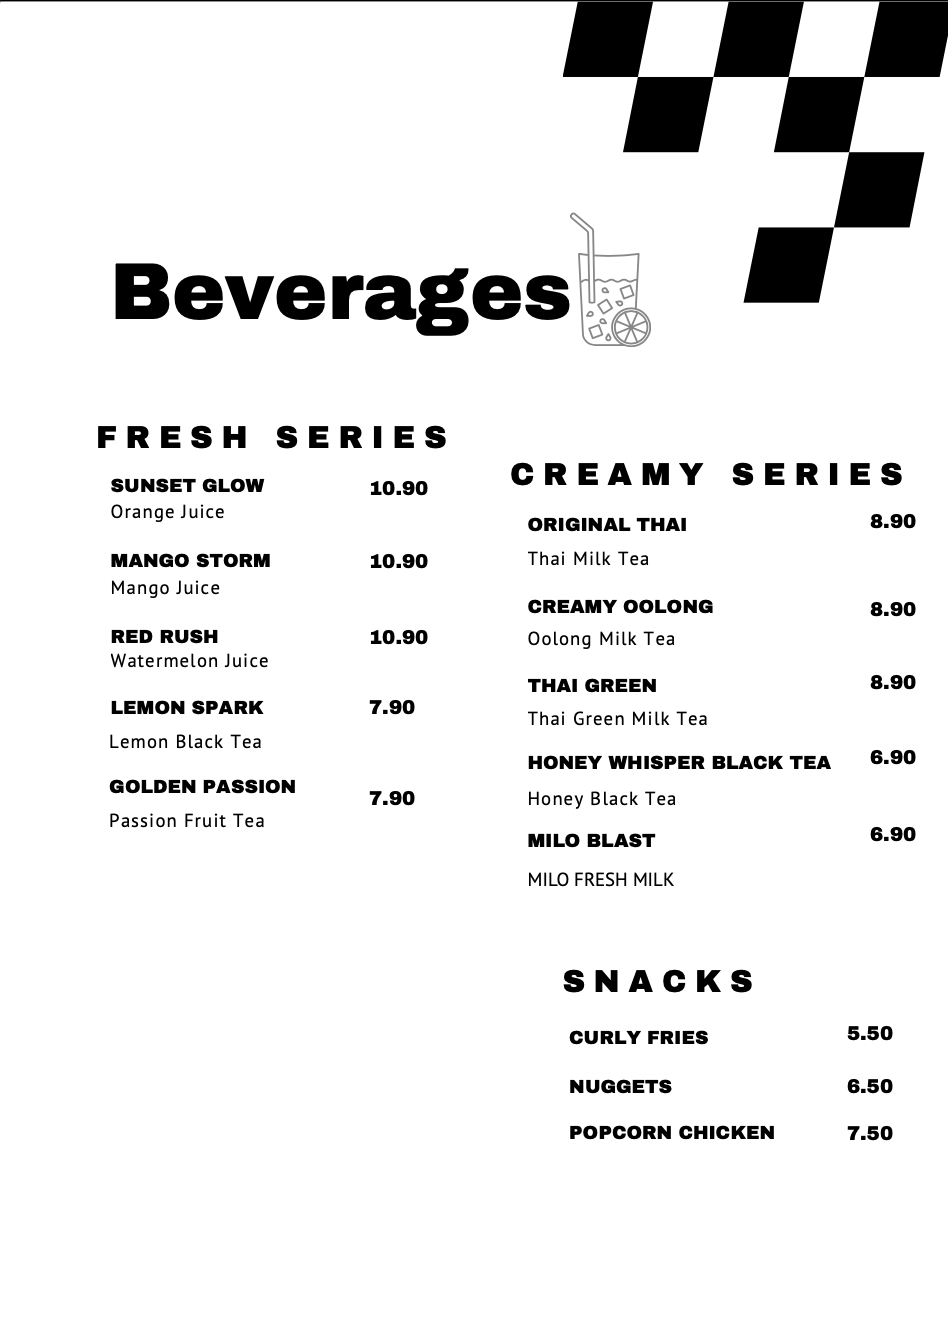 Beverages
FRESH SERIES
SUNSET GLOW 10.90
Orange Juice
MANGO STORM 10.90
Mango Juice
RED RUSH 10.90
Watermelon Juice
LEMON SPARK 7.90
Lemon Black Tea
GOLDEN PASSION 7.90
Passion Fruit Tea
CREAMY SERIES
ORIGINAL THAI 8.90
Thai Milk Tea
CREAMY OOLONG 8.90
Oolong Milk Tea
THAI GREEN 8.90
Thai Green Milk Tea
HONEY WHISPER BLACK TEA 6.90
Honey Black Tea
MILO BLAST 6.90
MILO FRESH MILK
SNACKS
CURLY FRIES 5.50
NUGGETS 6.50
POPCORN CHICKEN 7.50